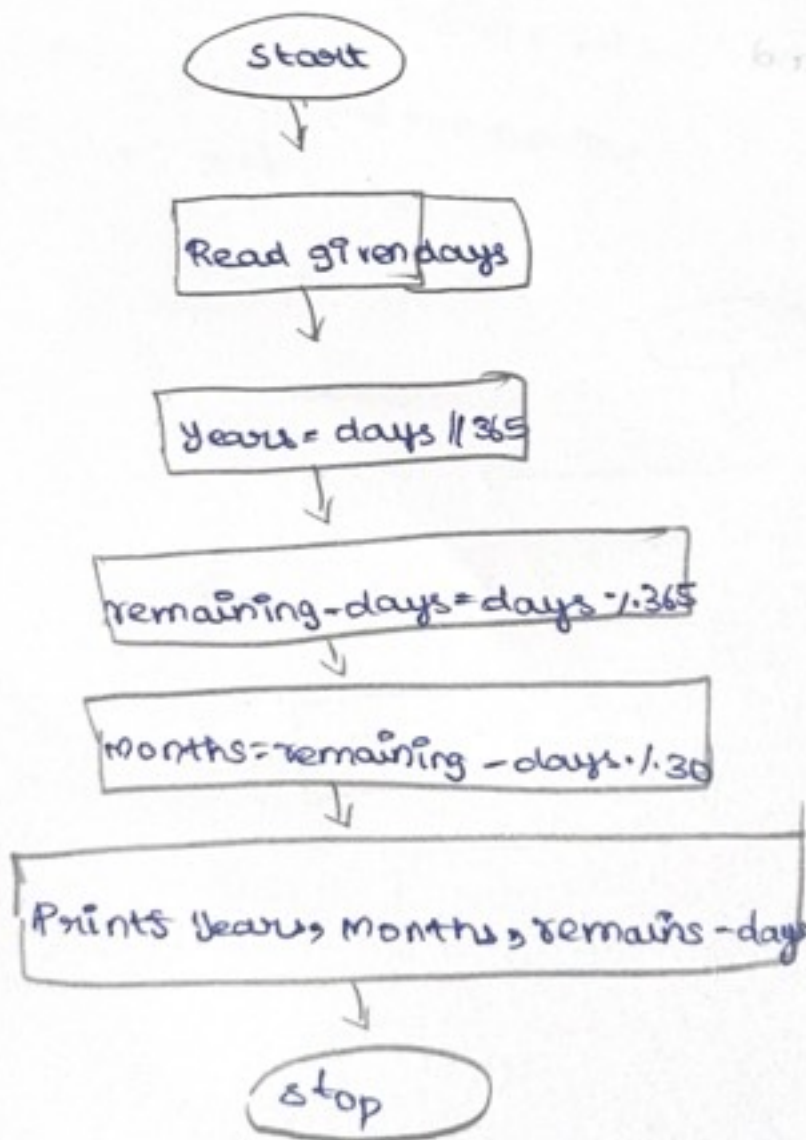 Start
Read given days
years = days // 365
remaining-days = days % 365
months = remaining - days % 30
Prints years, months, remains - days
stop